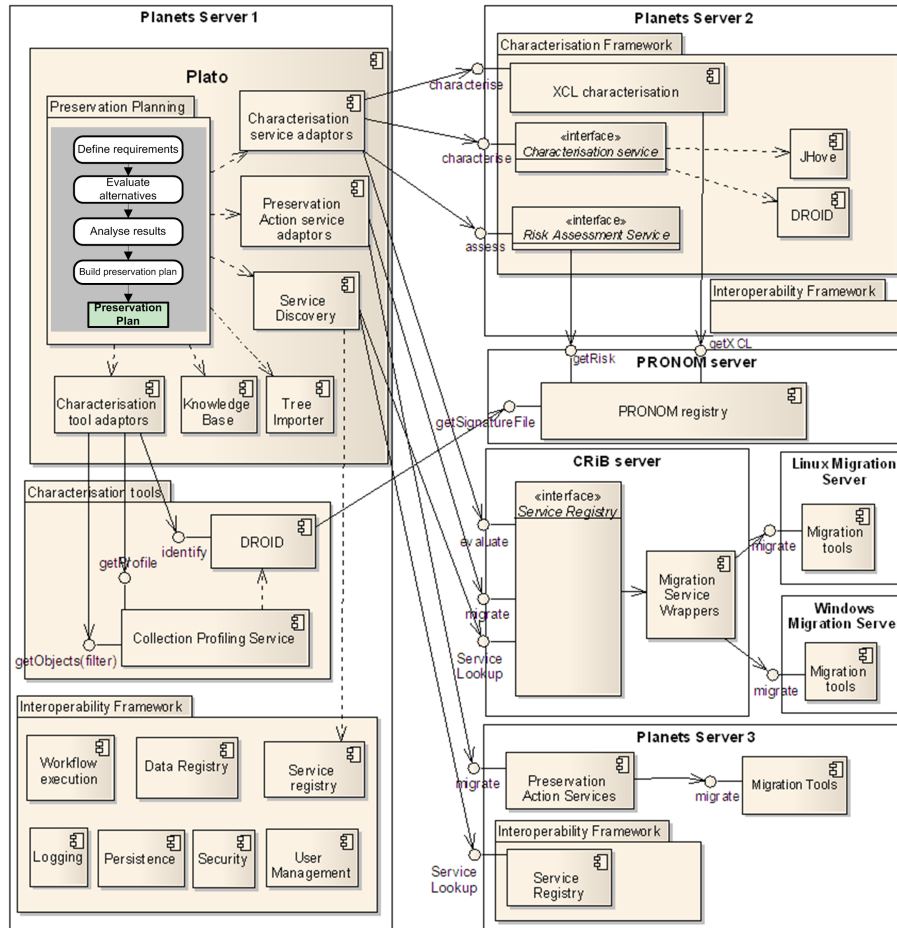 Planets Server 1
Plato
Preservation Planning
Define requirements
Evaluate
alternatives
Analyse results
Build preservation plan
Preservation
Plan
Characterisation
service adaptors
Preservation
Action service
adaptors
Service
Discovery
Characterisation
tool adaptors
Knowledge
Base
Tree
Importer
Characterisation tools
DROID
identify
getProfile
Collection Profiling Service
getObjects(filter)
Interoperability Framework
Workflow
execution
Data Registry
Service
registry
Logging
Persistence
Security
User
Management
Planets Server 2
Characterisation Framework
characterise
XCL characterisation
«interface»
Characterisation service
characterise
JHove
DROID
«interface»
Risk Assessment Service
assess
Interoperability Framework
getRisk
getXCL
PRONOM server
PRONOM registry
getSignatureFile
CRiB server
«interface»
Service Registry
evaluate
migrate
Service
Lookup
Migration
Service
Wrappers
Linux Migration
Server
migrate
Migration
tools
Windows
Migration Server
migrate
Migration
tools
Planets Server 3
migrate
Preservation
Action Services
migrate
Migration Tools
Interoperability Framework
Service
Lookup
Service
Registry